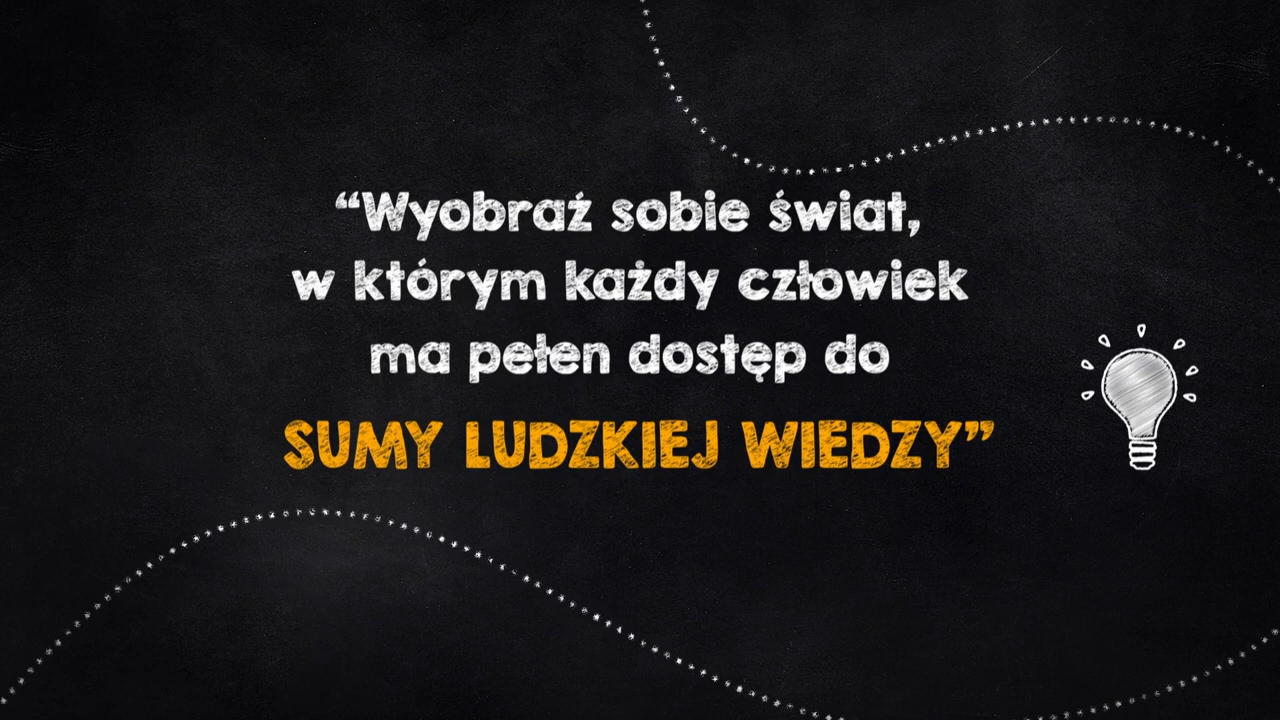 “Wyobraź sobie świat,
w którym każdy człowiek
ma pełen dostęp do
SUMY LUDZKIEJ WIEDZY”